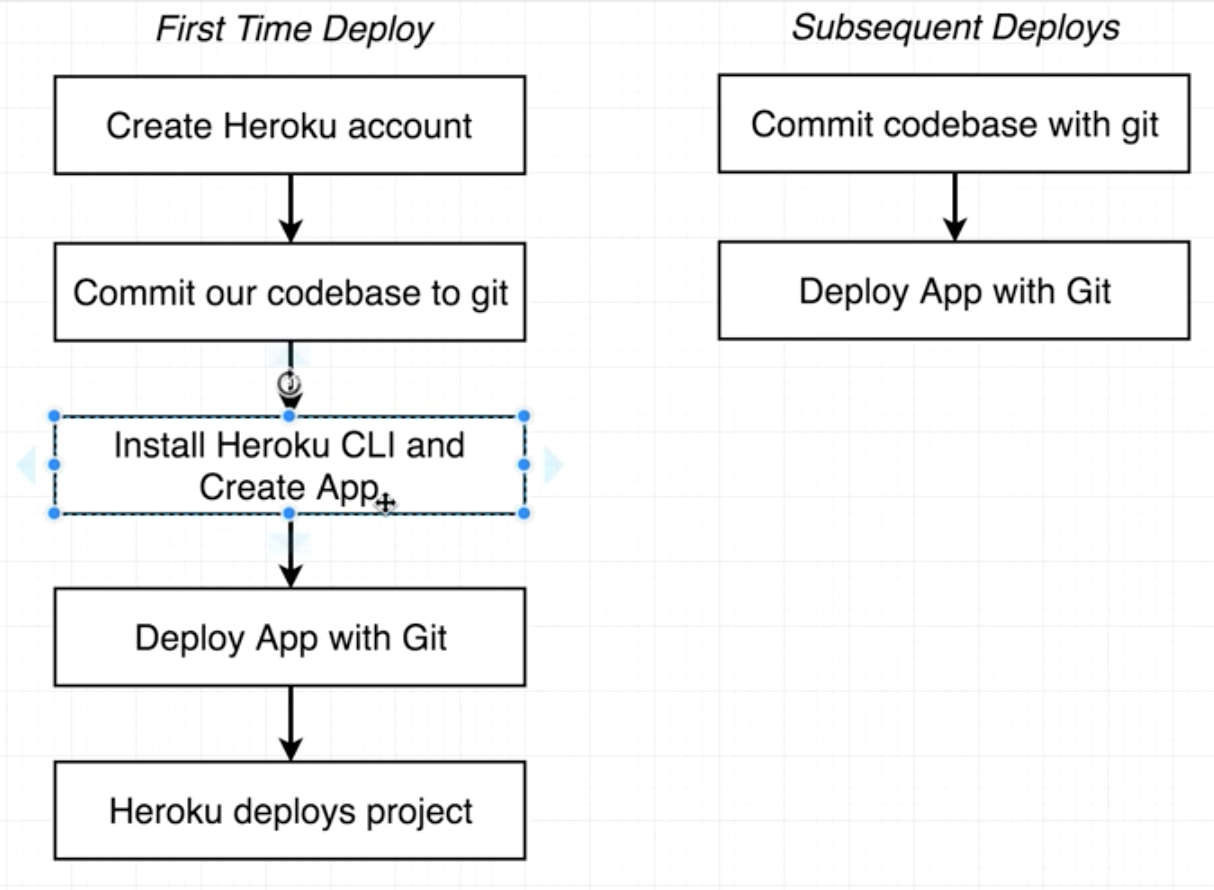 First Time Deploy
Create Heroku account
Commit our codebase to git
Install Heroku CLI and
Create App
Deploy App with Git
Heroku deploys project
Subsequent Deploys
Commit codebase with git
Deploy App with Git